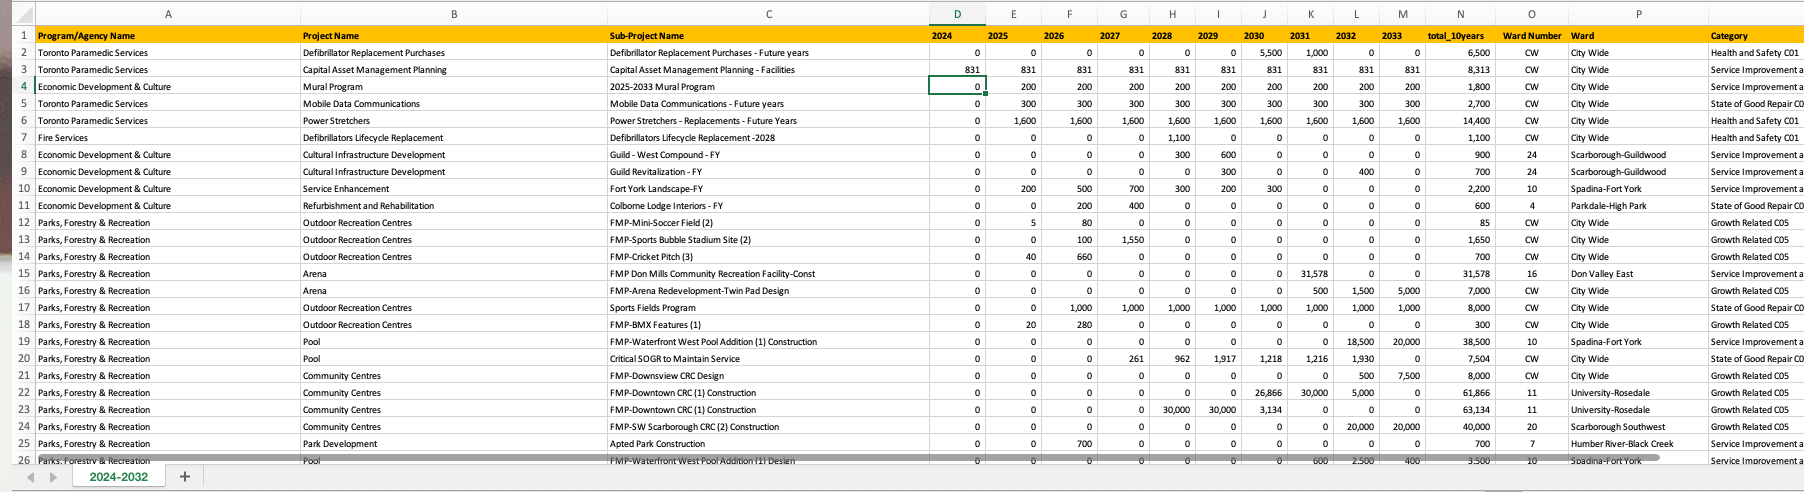 A B C D E F G H I J K L M N O P
1 Program/Agency Name Project Name Sub-Project Name 2024 2025 2026 2027 2028 2029 2030 2031 2032 2033 total_10years Ward Number Ward Category
2 Toronto Paramedic Services Defibrillator Replacement Purchases Defibrillator Replacement Purchases - Future years 0 0 0 0 0 0 5,500 1,000 0 0 6,500 CW City Wide Health and Safety C01
3 Toronto Paramedic Services Capital Asset Management Planning Capital Asset Management Planning - Facilities 831 831 831 831 831 831 831 831 831 831 8,313 CW City Wide Service Improvement a
4 Economic Development & Culture Mural Program 2025-2033 Mural Program 0 200 200 200 200 200 200 200 200 200 1,800 CW City Wide Service Improvement a
5 Toronto Paramedic Services Mobile Data Communications Mobile Data Communications - Future years 0 300 300 300 300 300 300 300 300 300 2,700 CW City Wide State of Good Repair C0
6 Toronto Paramedic Services Power Stretchers Power Stretchers - Replacements - Future Years 0 1,600 1,600 1,600 1,600 1,600 1,600 1,600 1,600 1,600 14,400 CW City Wide Health and Safety C01
7 Fire Services Defibrillators Lifecycle Replacement Defibrillators Lifecycle Replacement -2028 0 0 0 0 1,100 0 0 0 0 0 1,100 CW City Wide Health and Safety C01
8 Economic Development & Culture Cultural Infrastructure Development Guild - West Compound - FY 0 0 0 0 300 600 0 0 0 0 900 24 Scarborough-Guildwood Service Improvement a
9 Economic Development & Culture Cultural Infrastructure Development Guild Revitalization - FY 0 0 0 0 0 300 0 0 400 0 700 24 Scarborough-Guildwood Service Improvement a
10 Economic Development & Culture Service Enhancement Fort York Landscape-FY 0 200 500 700 300 200 300 0 0 0 2,200 10 Spadina-Fort York Service Improvement a
11 Economic Development & Culture Refurbishment and Rehabilitation Colborne Lodge Interiors - FY 0 0 200 400 0 0 0 0 0 0 600 4 Parkdale-High Park State of Good Repair C0
12 Parks, Forestry & Recreation Outdoor Recreation Centres FMP-Mini-Soccer Field (2) 0 5 80 0 0 0 0 0 0 0 85 CW City Wide Growth Related C05
13 Parks, Forestry & Recreation Outdoor Recreation Centres FMP-Sports Bubble Stadium Site (2) 0 0 100 1,550 0 0 0 0 0 0 1,650 CW City Wide Growth Related C05
14 Parks, Forestry & Recreation Outdoor Recreation Centres FMP-Cricket Pitch (3) 0 40 660 0 0 0 0 0 0 0 700 CW City Wide Growth Related C05
15 Parks, Forestry & Recreation Arena FMP Don Mills Community Recreation Facility-Const 0 0 0 0 0 0 0 31,578 0 0 31,578 16 Don Valley East Service Improvement a
16 Parks, Forestry & Recreation Arena FMP-Arena Redevelopment-Twin Pad Design 0 0 0 0 0 0 0 500 1,500 5,000 7,000 CW City Wide Growth Related C05
17 Parks, Forestry & Recreation Outdoor Recreation Centres Sports Fields Program 0 0 1,000 1,000 1,000 1,000 1,000 1,000 1,000 1,000 8,000 CW City Wide State of Good Repair C0
18 Parks, Forestry & Recreation Outdoor Recreation Centres FMP-BMX Features (1) 0 20 280 0 0 0 0 0 0 0 300 CW City Wide Growth Related C05
19 Parks, Forestry & Recreation Pool FMP-Waterfront West Pool Addition (1) Construction 0 0 0 0 0 0 0 0 18,500 20,000 38,500 10 Spadina-Fort York Service Improvement a
20 Parks, Forestry & Recreation Pool Critical SOGR to Maintain Service 0 0 0 261 962 1,917 1,218 1,216 1,930 0 7,504 CW City Wide State of Good Repair C0
21 Parks, Forestry & Recreation Community Centres FMP-Downsview CRC Design 0 0 0 0 0 0 0 0 500 7,500 8,000 CW City Wide Growth Related C05
22 Parks, Forestry & Recreation Community Centres FMP-Downtown CRC (1) Construction 0 0 0 0 0 0 26,866 30,000 5,000 0 61,866 11 University-Rosedale Growth Related C05
23 Parks, Forestry & Recreation Community Centres FMP-Downtown CRC (1) Construction 0 0 0 0 30,000 30,000 3,134 0 0 0 63,134 11 University-Rosedale Growth Related C05
24 Parks, Forestry & Recreation Community Centres FMP-SW Scarborough CRC (2) Construction 0 0 0 0 0 0 0 0 20,000 20,000 40,000 20 Scarborough Southwest Growth Related C05
25 Parks, Forestry & Recreation Park Development Apted Park Construction 0 0 700 0 0 0 0 0 0 0 700 7 Humber River-Black Creek Service Improvement a
26 Parks, Forestry & Recreation Pool FMP-Waterfront West Pool Addition (1) Design 0 0 0 0 0 0 0 600 2,500 400 3,500 10 Spadina-Fort York Service Improvement a
2024-2032 +